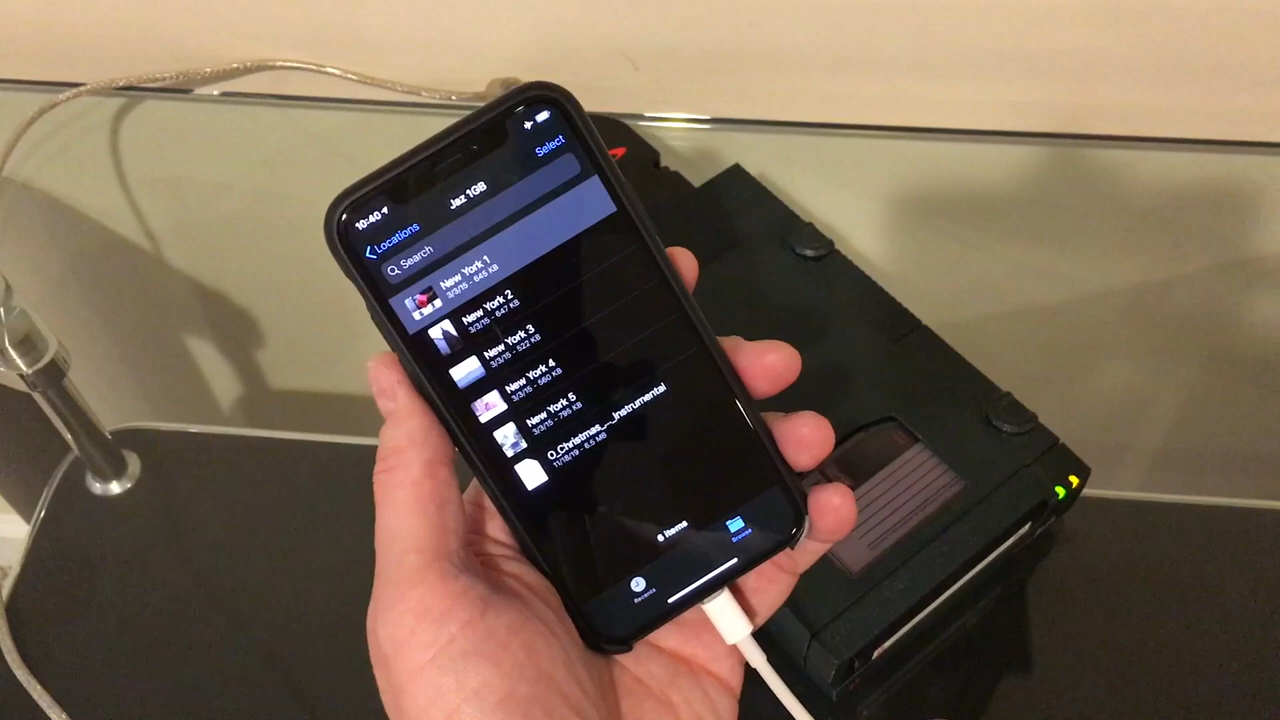 10:40
Locations
Jaz 1GB
Select
Search
New York 1
3/3/15 - 645 KB
New York 2
3/3/15 - 647 KB
New York 3
3/3/15 - 522 KB
New York 4
3/3/15 - 560 KB
New York 5
3/3/15 - 795 KB
O_Christmas_..._Instrumental
11/18/19 - 6.5 MB
6 items
Recents
Browse